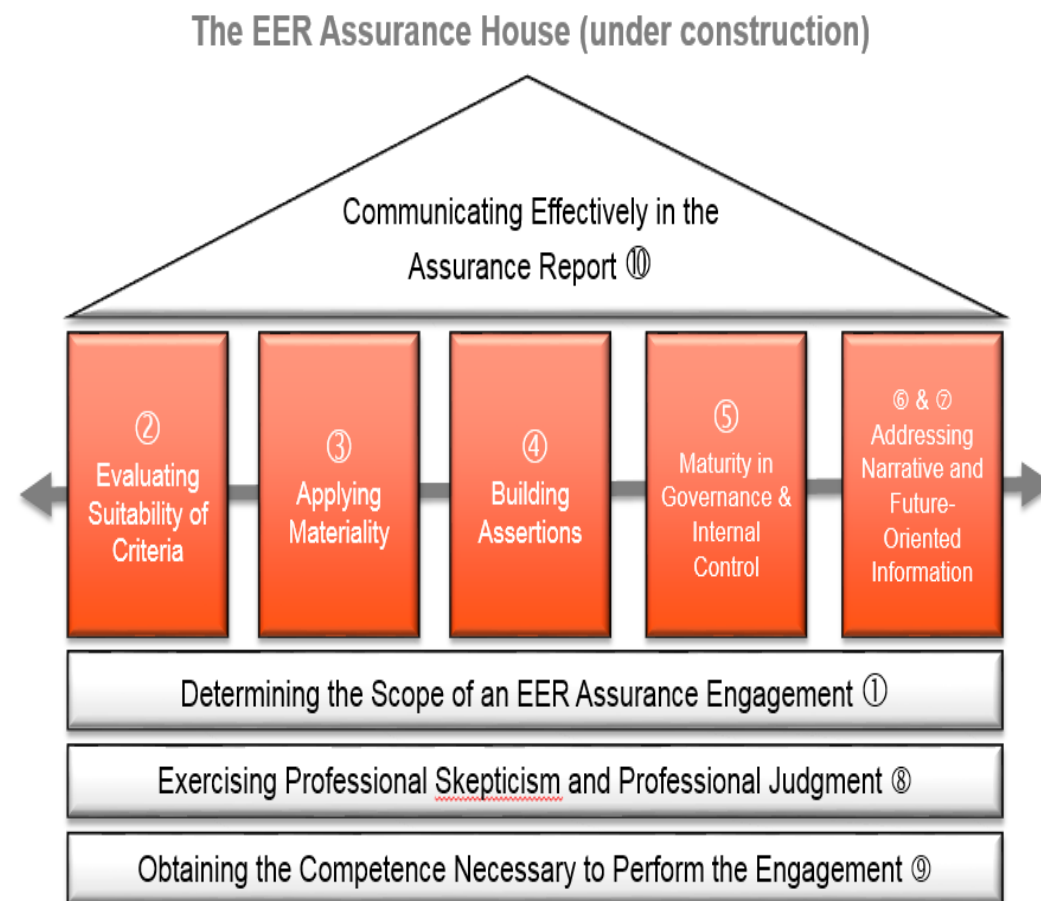 The EER Assurance House (under construction)
Communicating Effectively in the
Assurance Report ⑩
②
Evaluating
Suitability of
Criteria
③
Applying
Materiality
④
Building
Assertions
⑤
Maturity in
Governance &
Internal
Control
⑥ & ⑦
Addressing
Narrative and
Future-
Oriented
Information
Determining the Scope of an EER Assurance Engagement ①
Exercising Professional Skepticism and Professional Judgment ⑧
Obtaining the Competence Necessary to Perform the Engagement ⑨